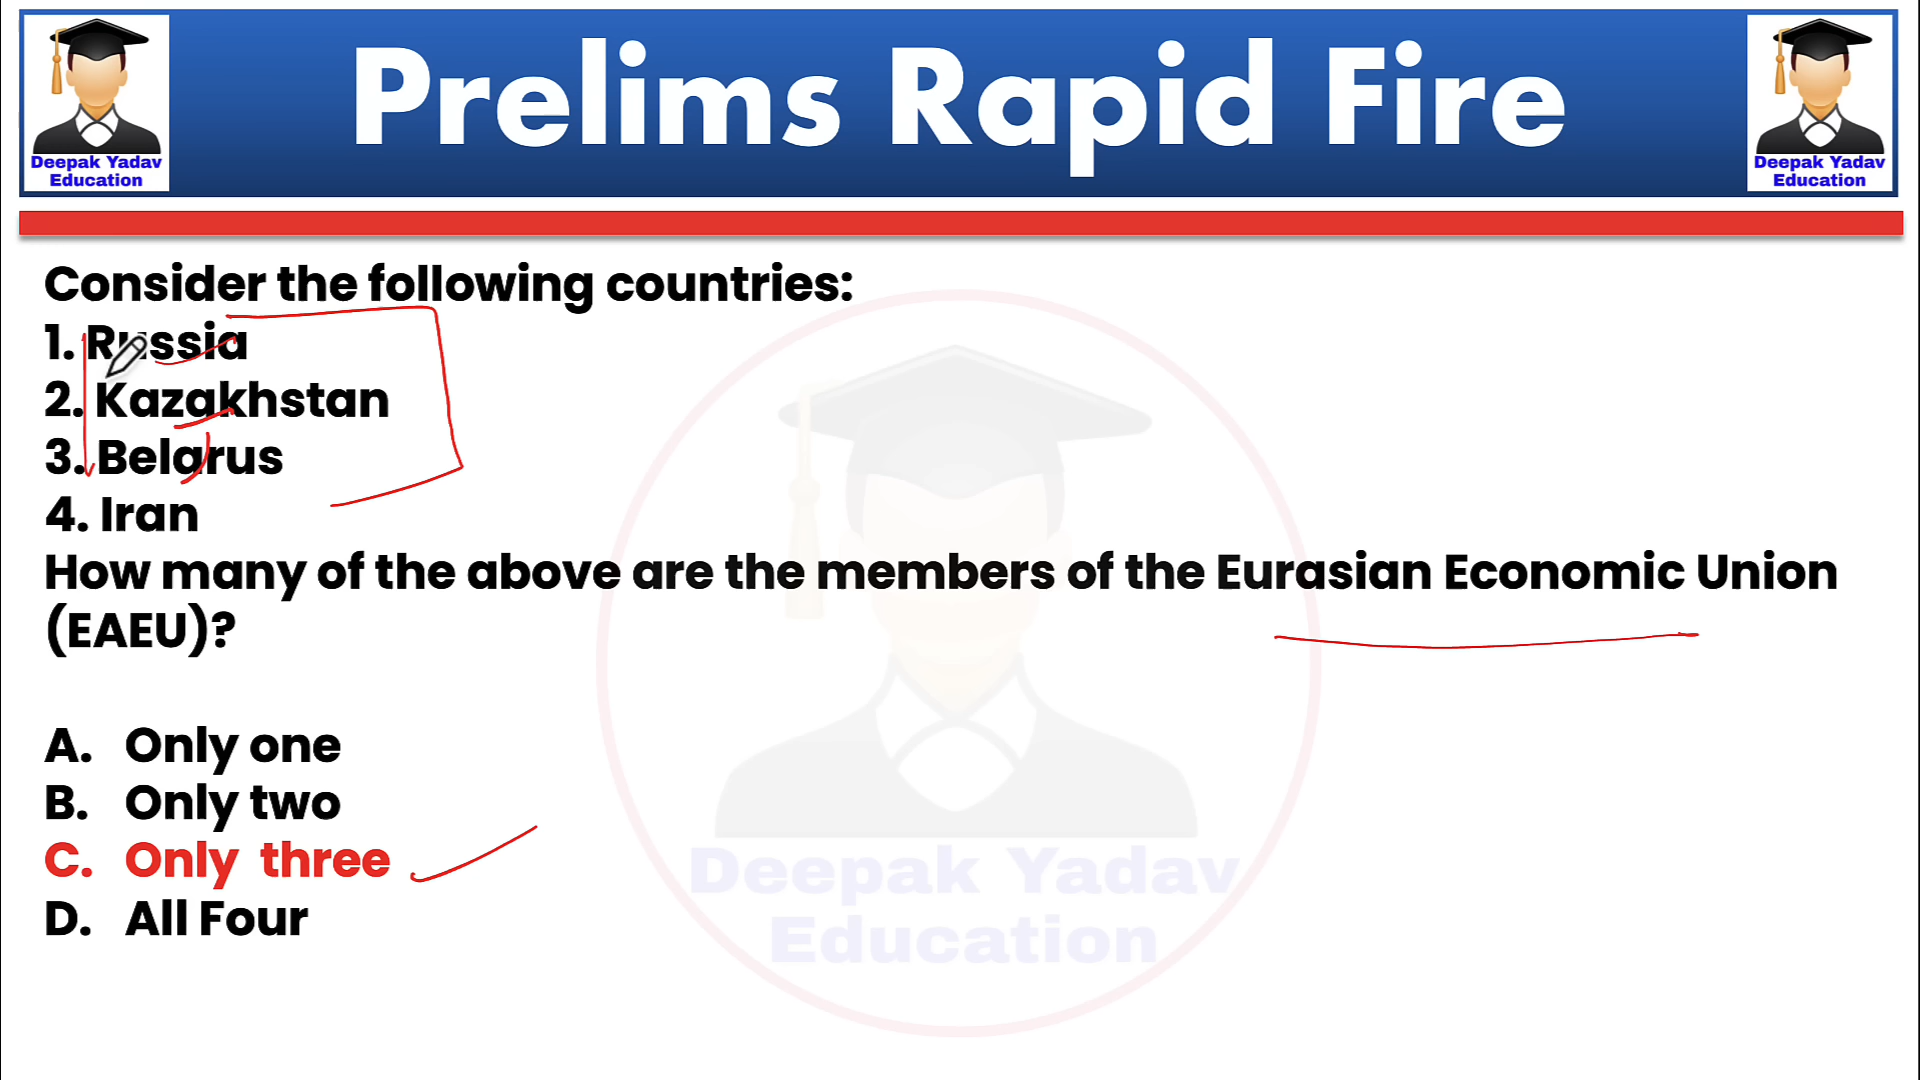 Deepak Yadav
Education
Prelims Rapid Fire
Deepak Yadav
Education
Consider the following countries:
1. Russia
2. Kazakhstan
3. Belarus
4. Iran
How many of the above are the members of the Eurasian Economic Union
(EAEU)?
A. Only one
B. Only two
C. Only three
D. All Four
Deepak Yadav
Education